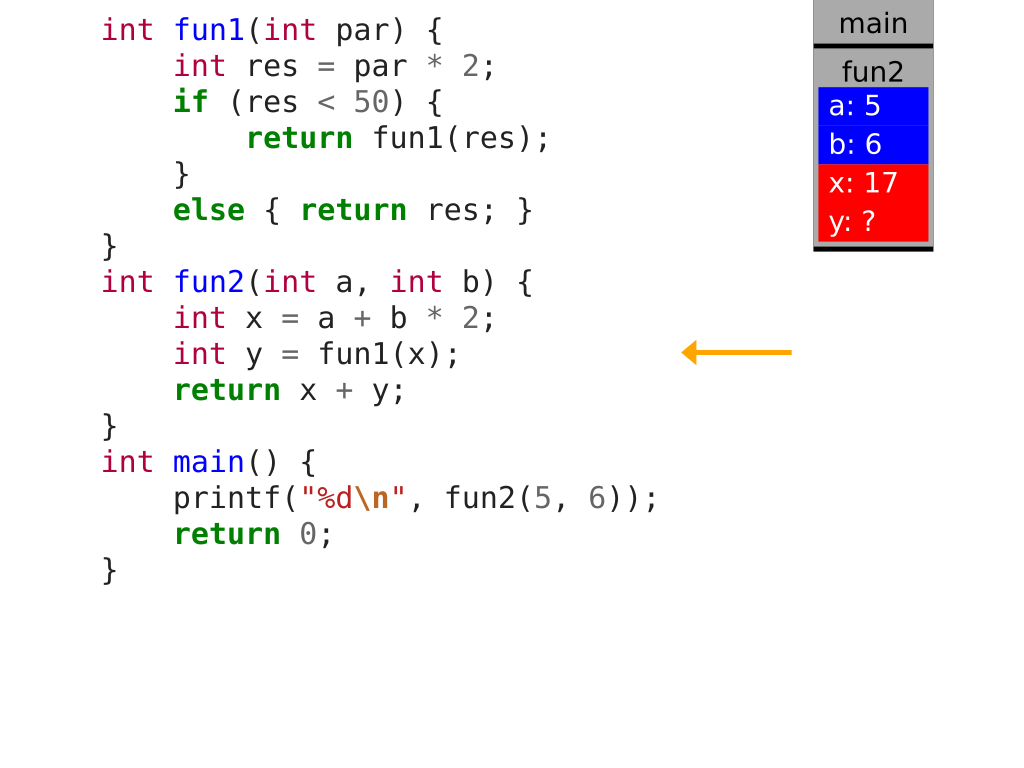 int fun1(int par) {
    int res = par * 2;
    if (res < 50) {
        return fun1(res);
    }
    else { return res; }
}
int fun2(int a, int b) {
    int x = a + b * 2;
    int y = fun1(x);
    return x + y;
}
int main() {
    printf("%d\n", fun2(5, 6));
    return 0;
}
main
fun2
a: 5
b: 6
x: 17
y: ?